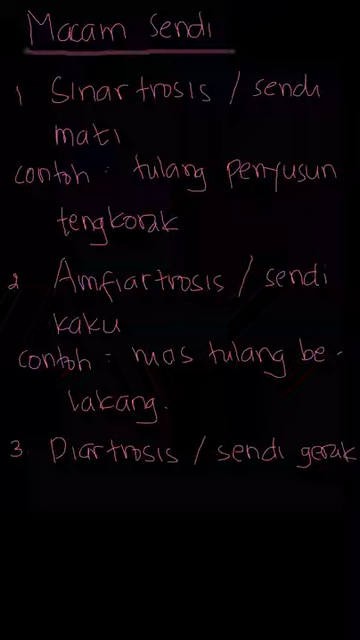 Macam Sendi
1 Sinartrosis / sendi
mati
contoh : tulang penyusun
tengkorak
2 Amfiartrosis / sendi
kaku
contoh : ruas tulang be-
lakang.
3 Diartrosis / sendi gerak